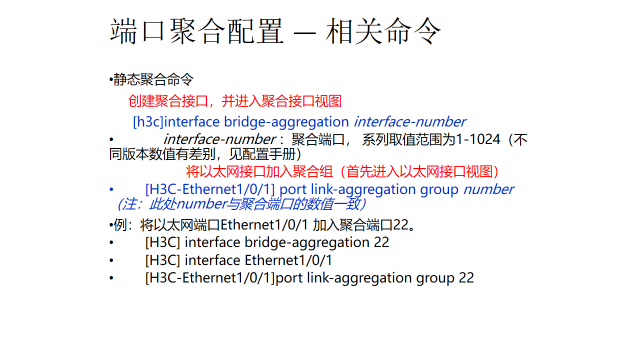 端口聚合配置 — 相关命令
•静态聚合命令
创建聚合接口，并进入聚合接口视图
[h3c]interface bridge-aggregation interface-number
• interface-number ：聚合端口， 系列取值范围为1-1024（不
同版本数值有差别，见配置手册）
将以太网接口加入聚合组（首先进入以太网接口视图）
• [H3C-Ethernet1/0/1] port link-aggregation group number
（注：此处number与聚合端口的数值一致）
•例：将以太网端口Ethernet1/0/1 加入聚合端口22。
• [H3C] interface bridge-aggregation 22
• [H3C] interface Ethernet1/0/1
• [H3C-Ethernet1/0/1]port link-aggregation group 22